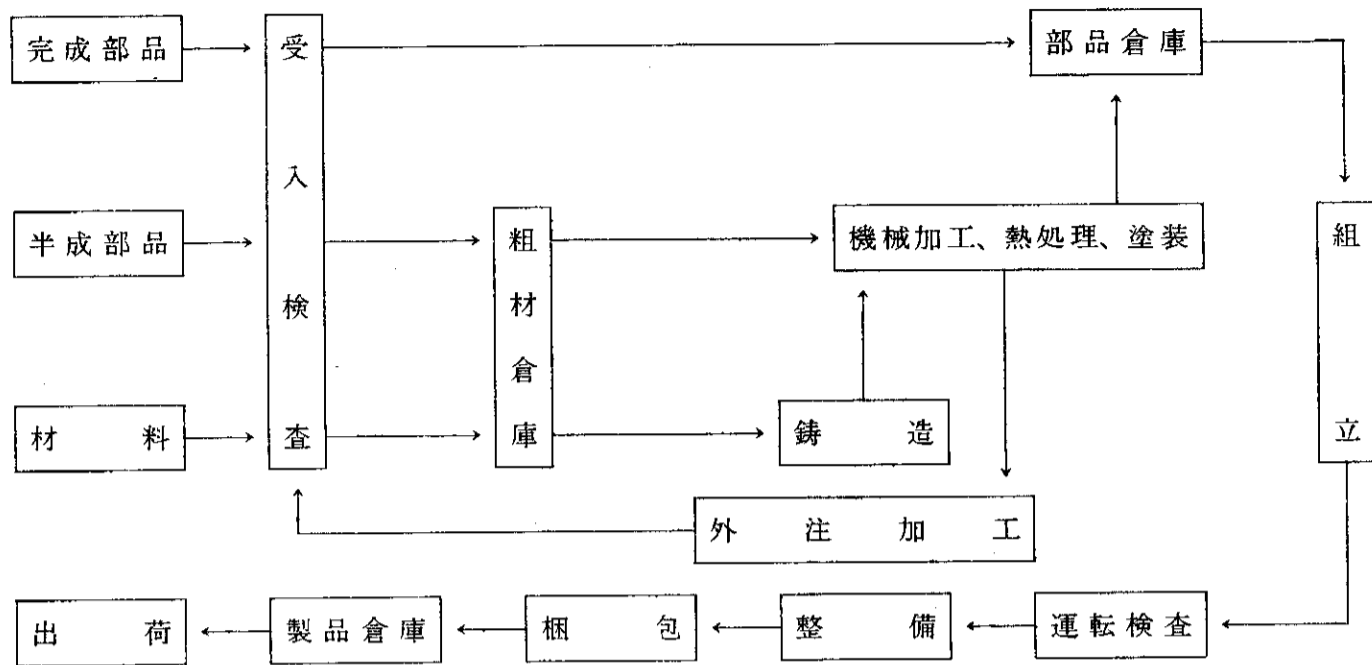 完成部品
受入検査
部品倉庫
半成部品
粗材倉庫
機械加工、熱処理、塗装
組立
材料
鋳造
外注加工
出荷
製品倉庫
梱包
整備
運転検査